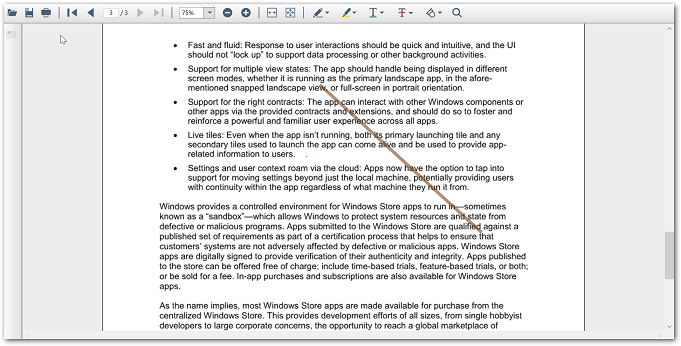 3 / 3
75%
• Fast and fluid: Response to user interactions should be quick and intuitive, and the UI
should not “lock up” to support data processing or other background activities.
• Support for multiple view states: The app should handle being displayed in different
screen modes, whether it is running as the primary landscape app, in the afore-
mentioned snapped landscape view, or full-screen in portrait orientation.
• Support for the right contracts: The app can interact with other Windows components or
other apps via the provided contracts and extensions, and should do so to foster and
reinforce a powerful and familiar user experience across all apps.
• Live tiles: Even when the app isn’t running, both its primary launching tile and any
secondary tiles used to launch the app can come alive and be used to provide app-
related information to users.
• Settings and user context roam via the cloud: Apps now have the option to tap into
support for moving settings beyond just the local machine, potentially providing users
with continuity within the app regardless of what machine they run it from.
Windows provides a controlled environment for Windows Store apps to run in—sometimes
known as a “sandbox”—which allows Windows to protect system resources and state from
defective or malicious programs. Apps submitted to the Windows Store are qualified against a
published set of requirements as part of a certification process that helps to ensure that
customers’ systems are not adversely affected by defective or malicious apps. Windows Store
apps are digitally signed to provide verification of their authenticity and integrity. Apps published
to the store can be offered free of charge; include time-based trials, feature-based trials, or both;
or be sold for a fee. In-app purchases and subscriptions are also available for Windows Store
apps.
As the name implies, most Windows Store apps are made available for purchase from the
centralized Windows Store. This provides development efforts of all sizes, from single hobbyist
developers to large corporate concerns, the opportunity to reach a global marketplace of